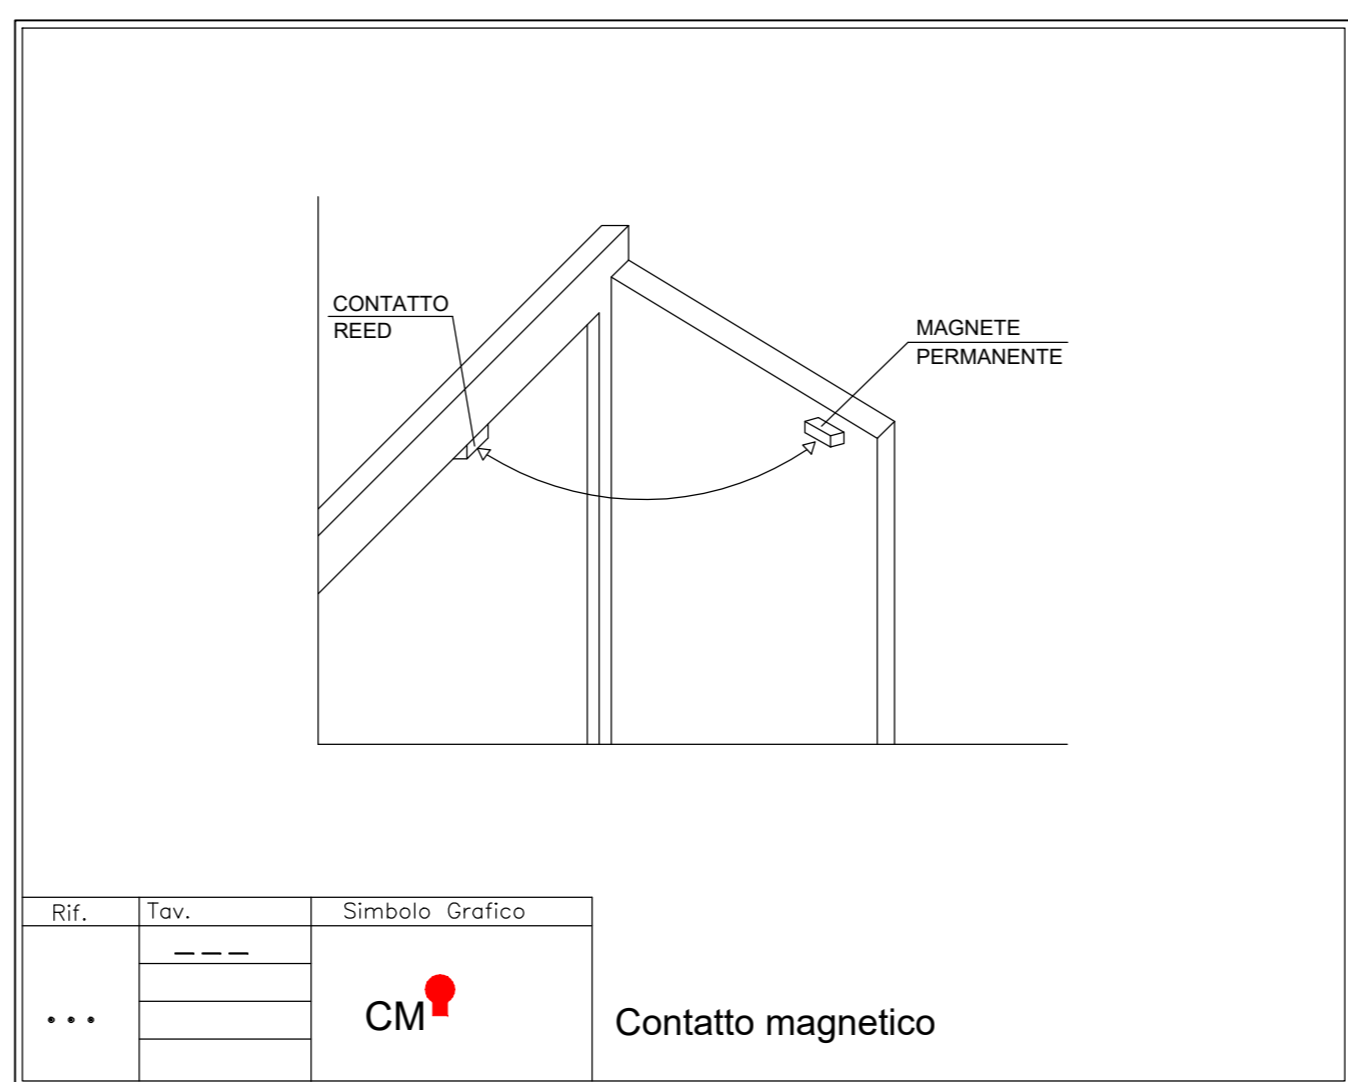 CONTATTO
REED
MAGNETE
PERMANENTE
Rif.
Tav.
Simbolo Grafico
– – –
• • •
CM
Contatto magnetico